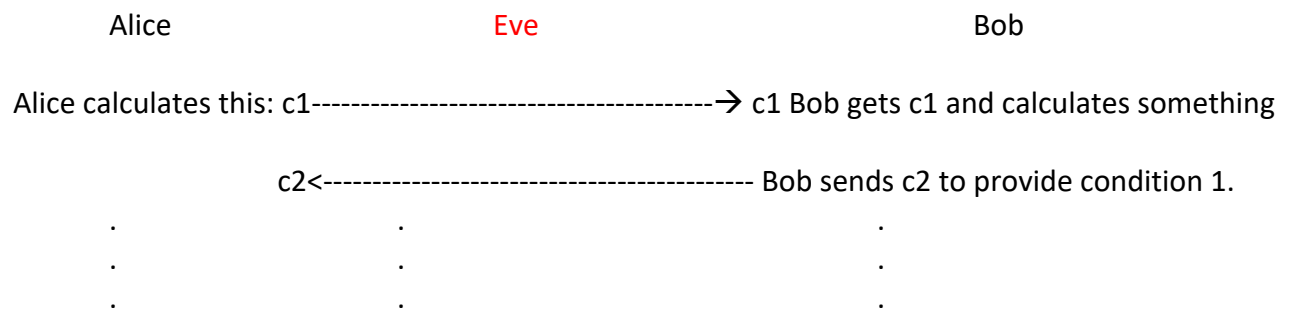 Alice Eve Bob
Alice calculates this: c1-----------------------------------------→ c1 Bob gets c1 and calculates something
c2<-------------------------------------------- Bob sends c2 to provide condition 1.
. . .
. . .
. . .